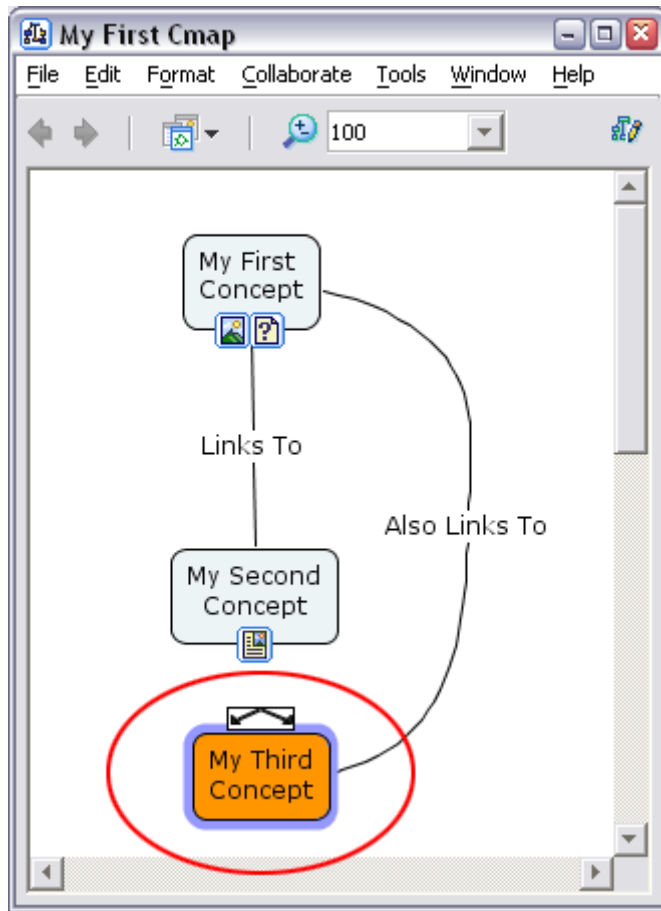 My First Cmap
File Edit Format Collaborate Tools Window Help
100
My First
Concept
Links To
Also Links To
My Second
Concept
My Third
Concept